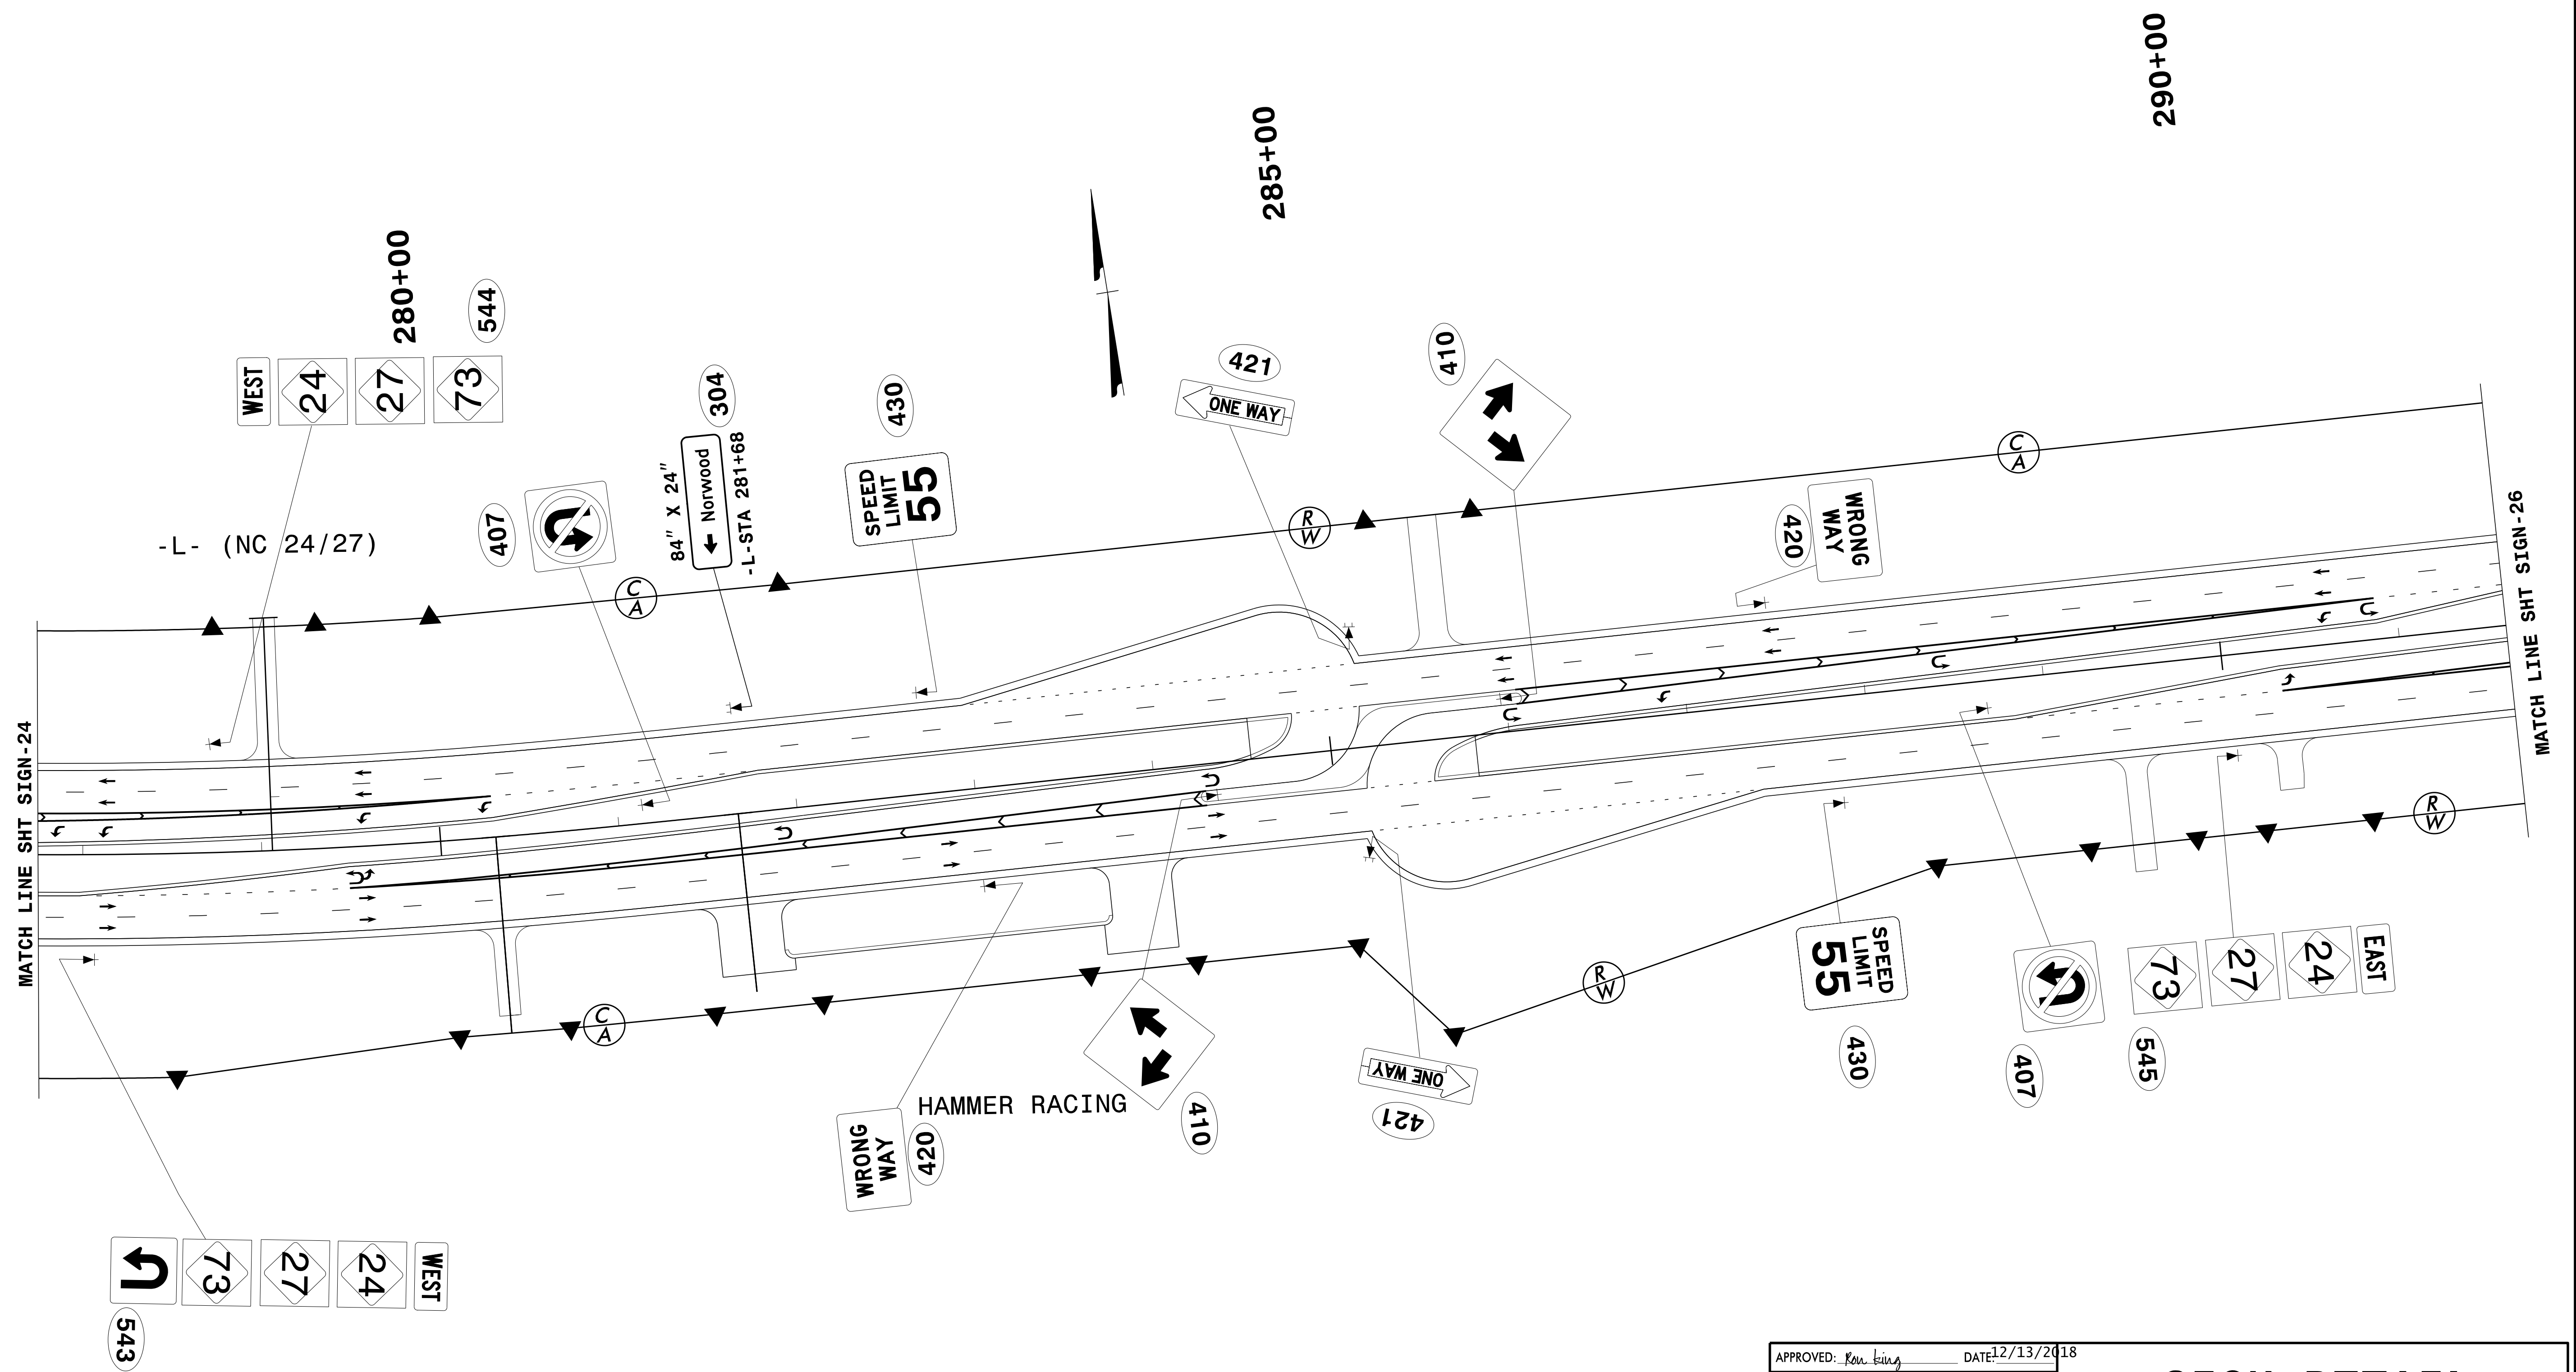 290+00
285+00
280+00
544
WEST
24
27
73
304
84" X 24"
Norwood
-L-STA 281+68
430
SPEED
LIMIT
55
421
ONE WAY
410
407
-L- (NC 24/27)
C
A
R
W
C
A
420
WRONG
WAY
MATCH LINE SHT SIGN-24
MATCH LINE SHT SIGN-26
R
W
C
A
R
W
SPEED
LIMIT
55
430
407
73
27
24
EAST
545
ONE WAY
421
410
HAMMER RACING
WRONG
WAY
420
73
27
24
WEST
543
APPROVED: Ron King DATE: 12/13/2018